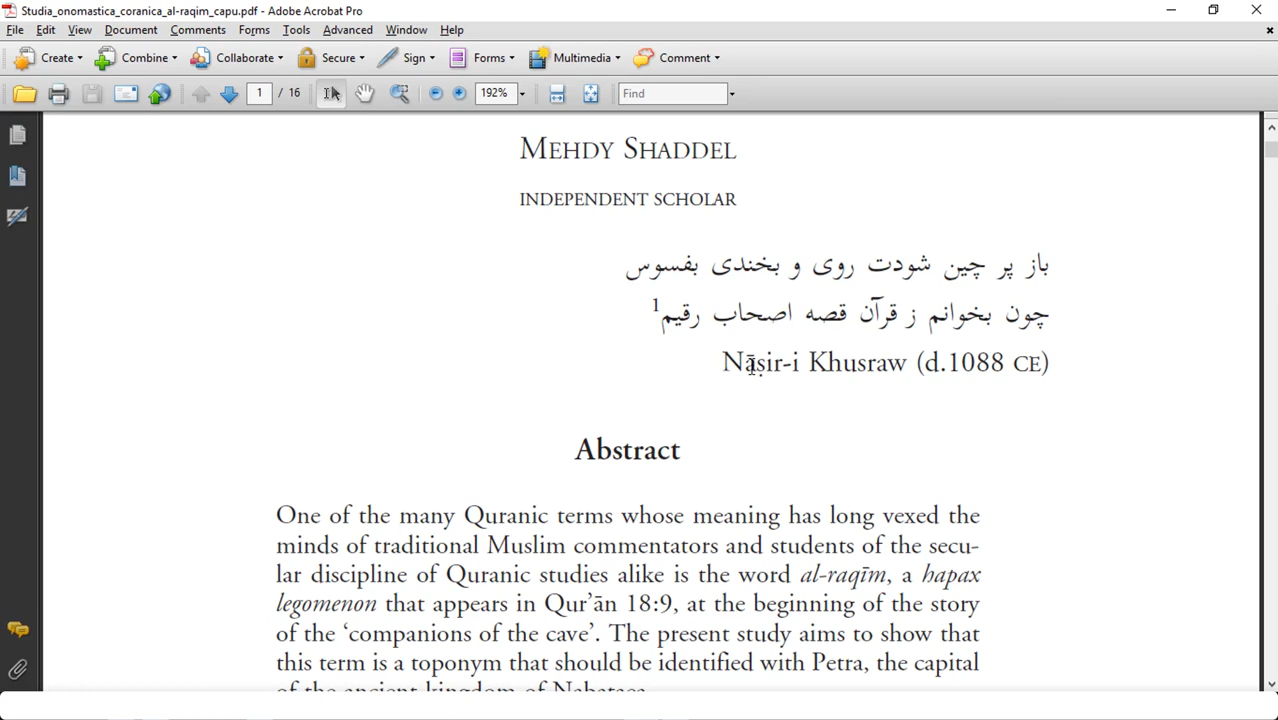 Studia_onomastica_coranica_al-raqim_capu.pdf - Adobe Acrobat Pro
File Edit View Document Comments Forms Tools Advanced Window Help
Create Combine Collaborate Secure Sign Forms Multimedia Comment
1 / 16 192% Find
MEHDY SHADDEL
INDEPENDENT SCHOLAR
باز پر چین شودت روی و بخندی بفسوس
چون بخوانم ز قرآن قصه اصحاب رقیم1
Nāṣir-i Khusraw (d.1088 CE)
Abstract
One of the many Quranic terms whose meaning has long vexed the
minds of traditional Muslim commentators and students of the secu-
lar discipline of Quranic studies alike is the word al-raqīm, a hapax
legomenon that appears in Qur’ān 18:9, at the beginning of the story
of the ‘companions of the cave’. The present study aims to show that
this term is a toponym that should be identified with Petra, the capital
of the ancient kingdom of Nabataea.